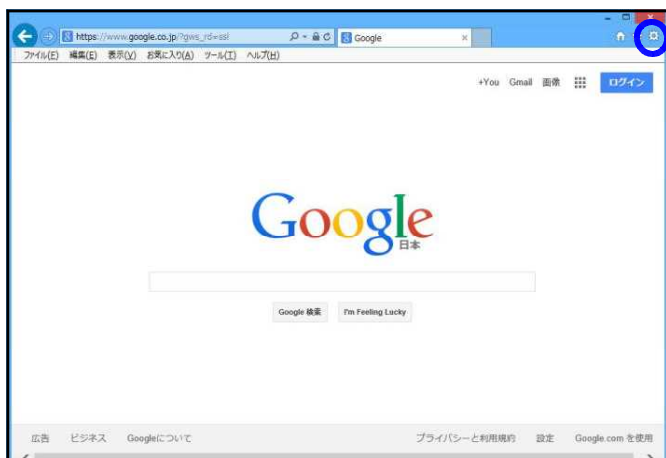 https://www.google.co.jp/?gws_rd=ssl
Google
ファイル(F) 編集(E) 表示(V) お気に入り(A) ツール(T) ヘルプ(H)
+You Gmail 画像 ログイン
Google
日本
Google 検索 I'm Feeling Lucky
広告 ビジネス Googleについて プライバシーと利用規約 設定 Google.com を使用